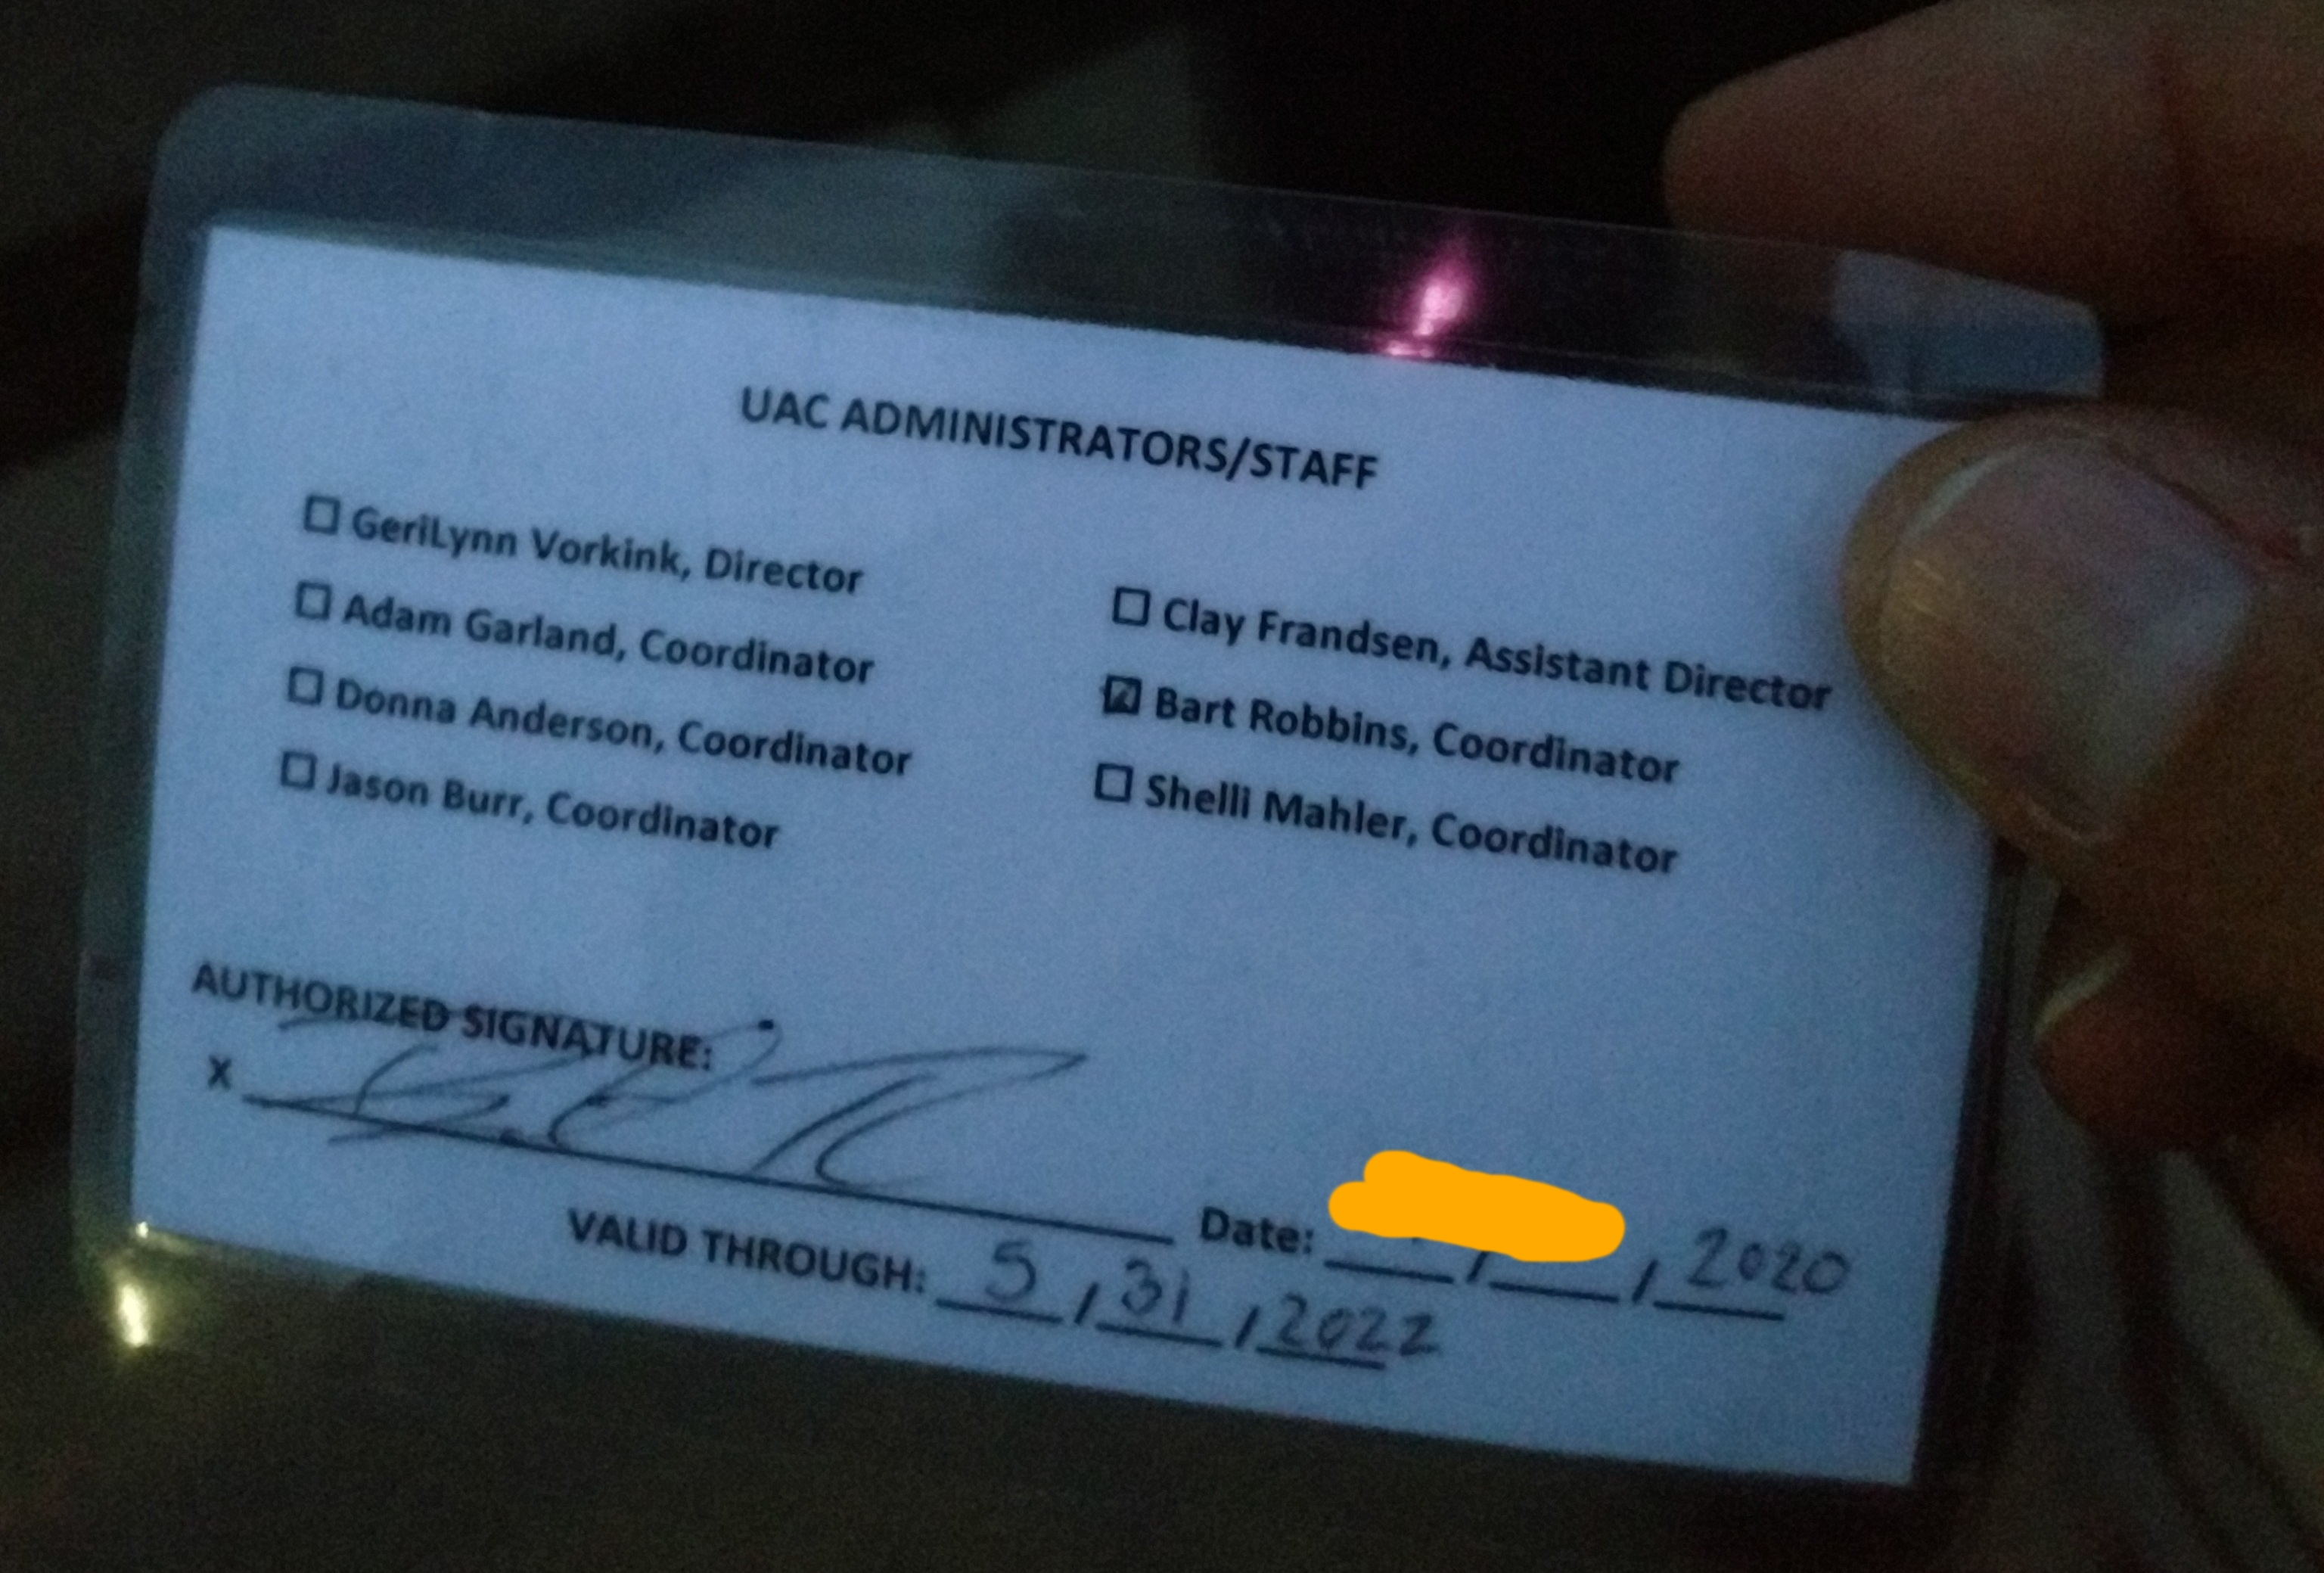 UAC ADMINISTRATORS/STAFF
☐ GeriLynn Vorkink, Director
☐ Clay Frandsen, Assistant Director
☐ Adam Garland, Coordinator
☑ Bart Robbins, Coordinator
☐ Donna Anderson, Coordinator
☐ Shelli Mahler, Coordinator
☐ Jason Burr, Coordinator
AUTHORIZED SIGNATURE:
X
Date: / / 2020
VALID THROUGH: 5 / 31 / 2022